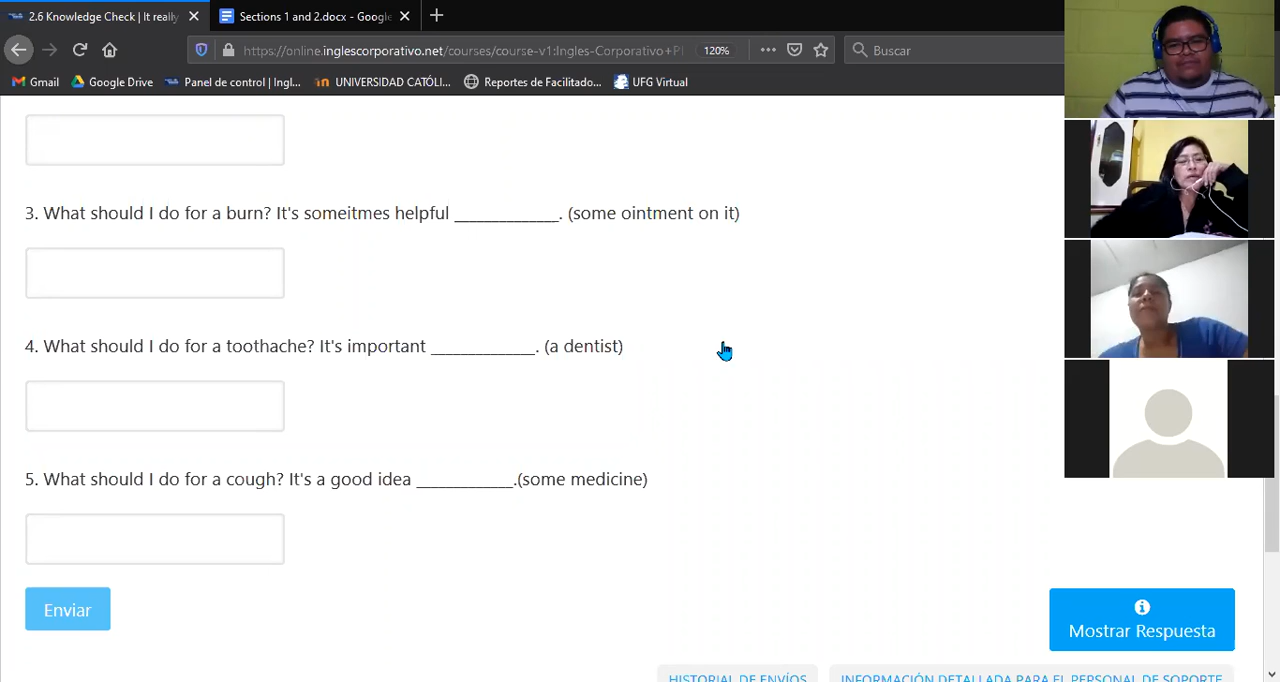 2.6 Knowledge Check | It really
Sections 1 and 2.docx - Google
https://online.inglescorporativo.net/courses/course-v1:Ingles-Corporativo+P
120%
Buscar
Gmail
Google Drive
Panel de control | Ingl...
UNIVERSIDAD CATÓLI...
Reportes de Facilitado...
UFG Virtual
3. What should I do for a burn? It's someitmes helpful _____________. (some ointment on it)
4. What should I do for a toothache? It's important _____________. (a dentist)
5. What should I do for a cough? It's a good idea ____________.(some medicine)
Enviar
Mostrar Respuesta
HISTORIAL DE ENVÍOS
INFORMACIÓN DETALLADA PARA EL PERSONAL DE SOPORTE